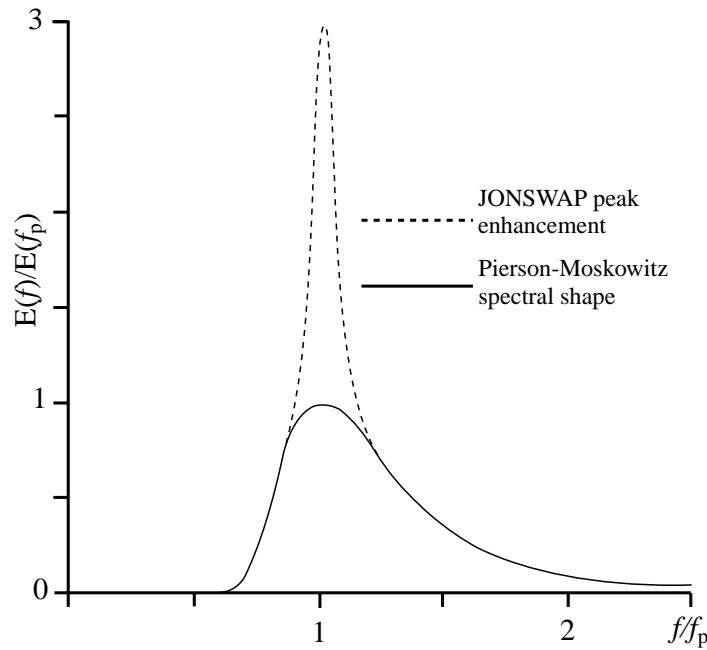 3
JONSWAP peak
enhancement
Pierson-Moskowitz
spectral shape
E(f)/E(fp)
1
0
1
2
f/fp